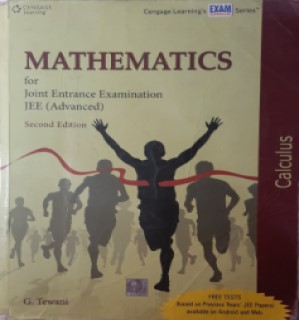 CENGAGE
Learning
Cengage Learning's EXAM Series
MATHEMATICS
for
Joint Entrance Examination
JEE (Advanced)
Second Edition
Calculus
G. Tewani
FREE TESTS
(based on Previous Years' JEE Papers)
available on Android and Web.